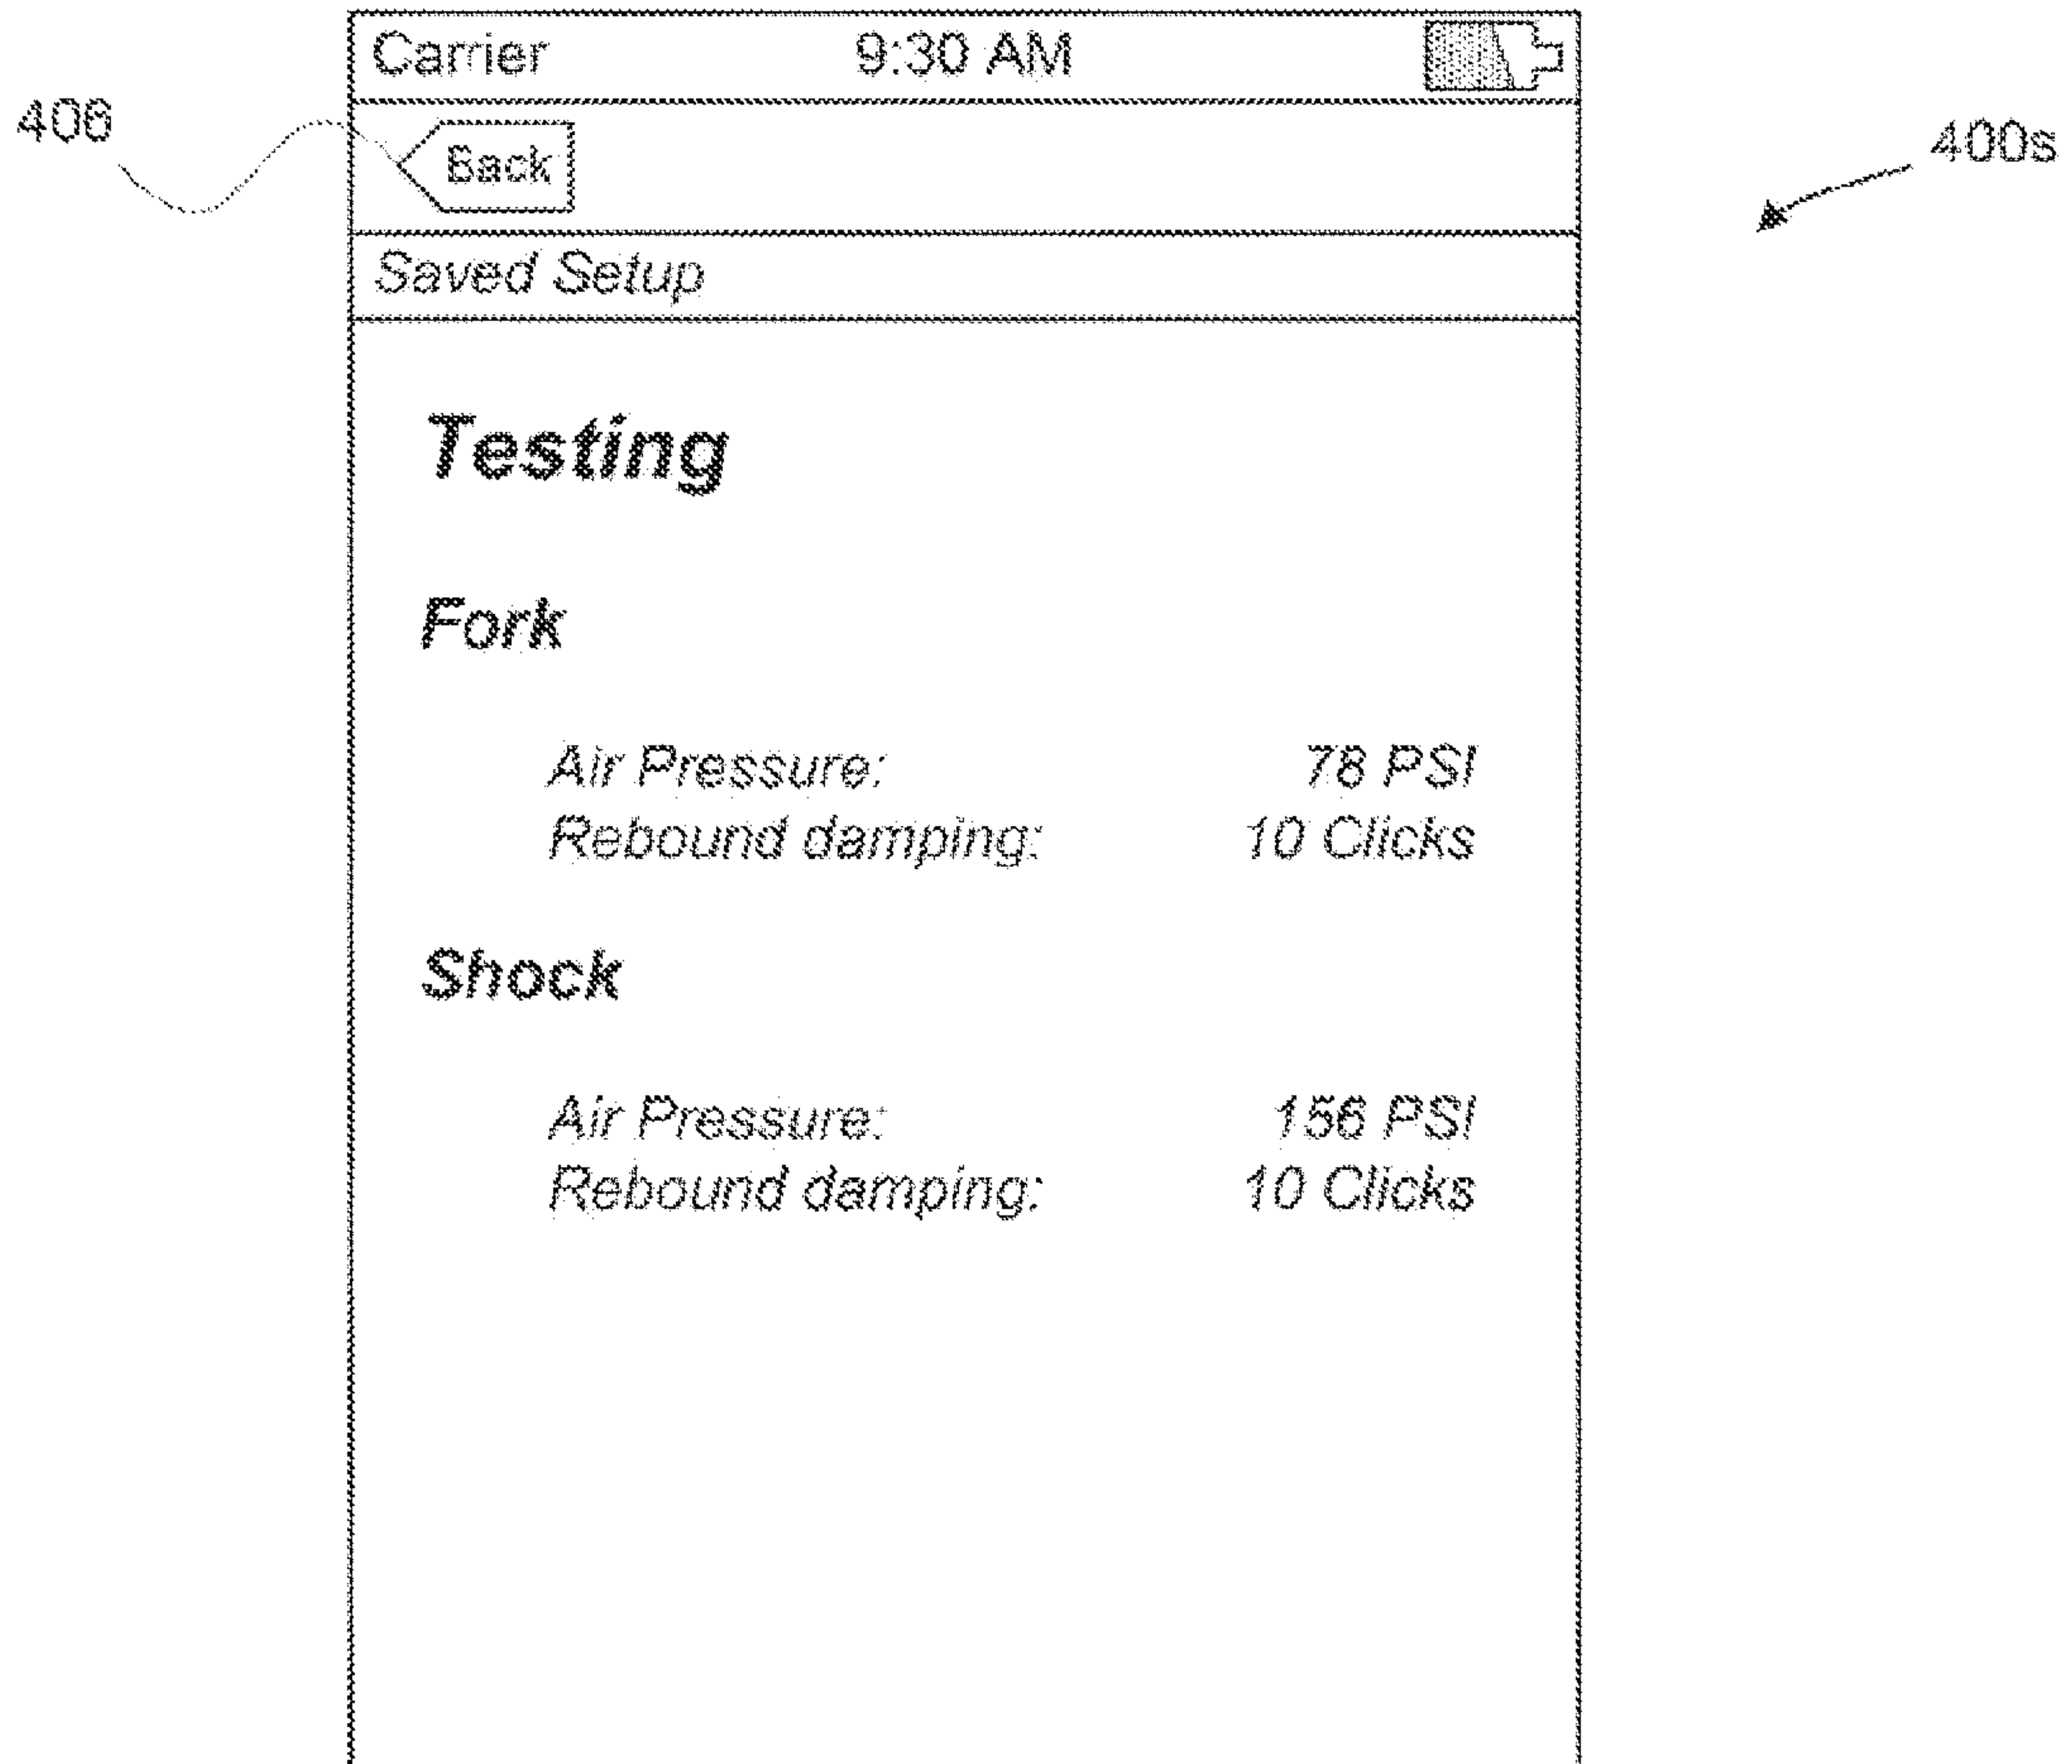 Carrier 9:30 AM
406
Back
400s
Saved Setup
Testing
Fork
Air Pressure: 78 PSI
Rebound damping: 10 Clicks
Shock
Air Pressure: 156 PSI
Rebound damping: 10 Clicks